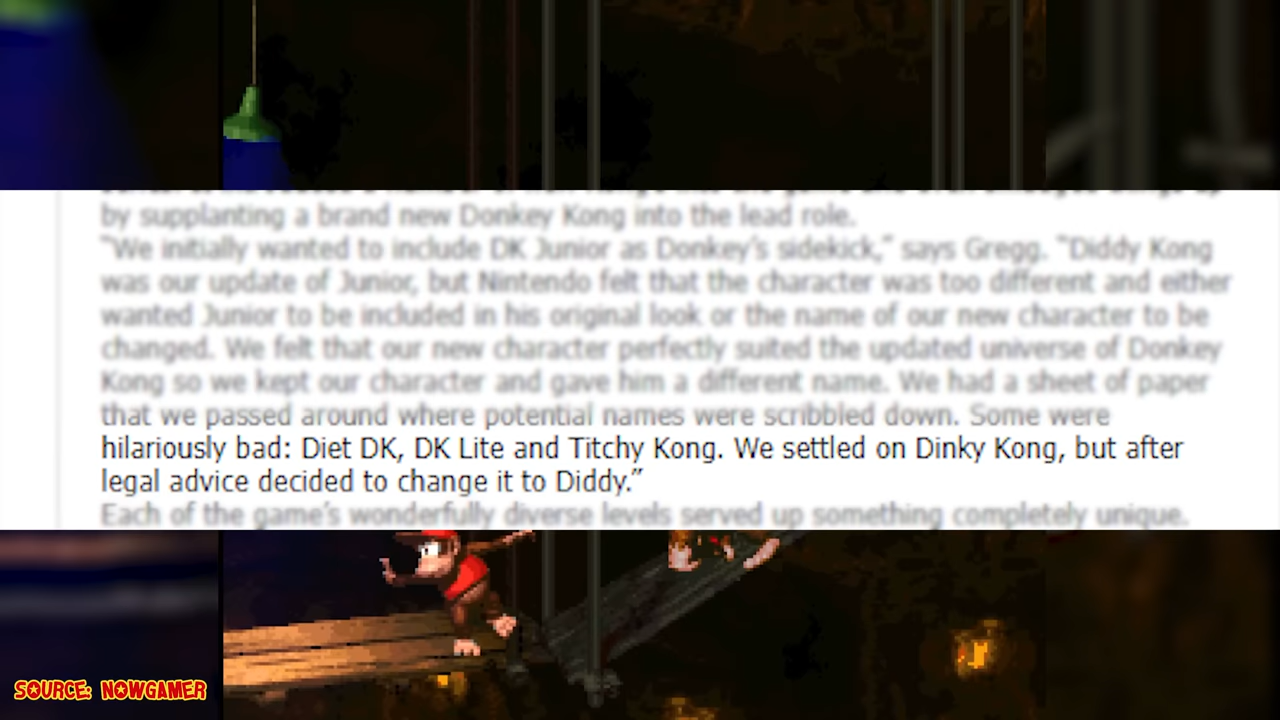 by supplanting a brand new Donkey Kong into the lead role.
“We initially wanted to include DK Junior as Donkey’s sidekick,” says Gregg. “Diddy Kong
was our update of Junior, but Nintendo felt that the character was too different and either
wanted Junior to be included in his original look or the name of our new character to be
changed. We felt that our new character perfectly suited the updated universe of Donkey
Kong so we kept our character and gave him a different name. We had a sheet of paper
that we passed around where potential names were scribbled down. Some were
hilariously bad: Diet DK, DK Lite and Titchy Kong. We settled on Dinky Kong, but after
legal advice decided to change it to Diddy.”
Each of the game’s wonderfully diverse levels served up something completely unique.
SOURCE: NOWGAMER